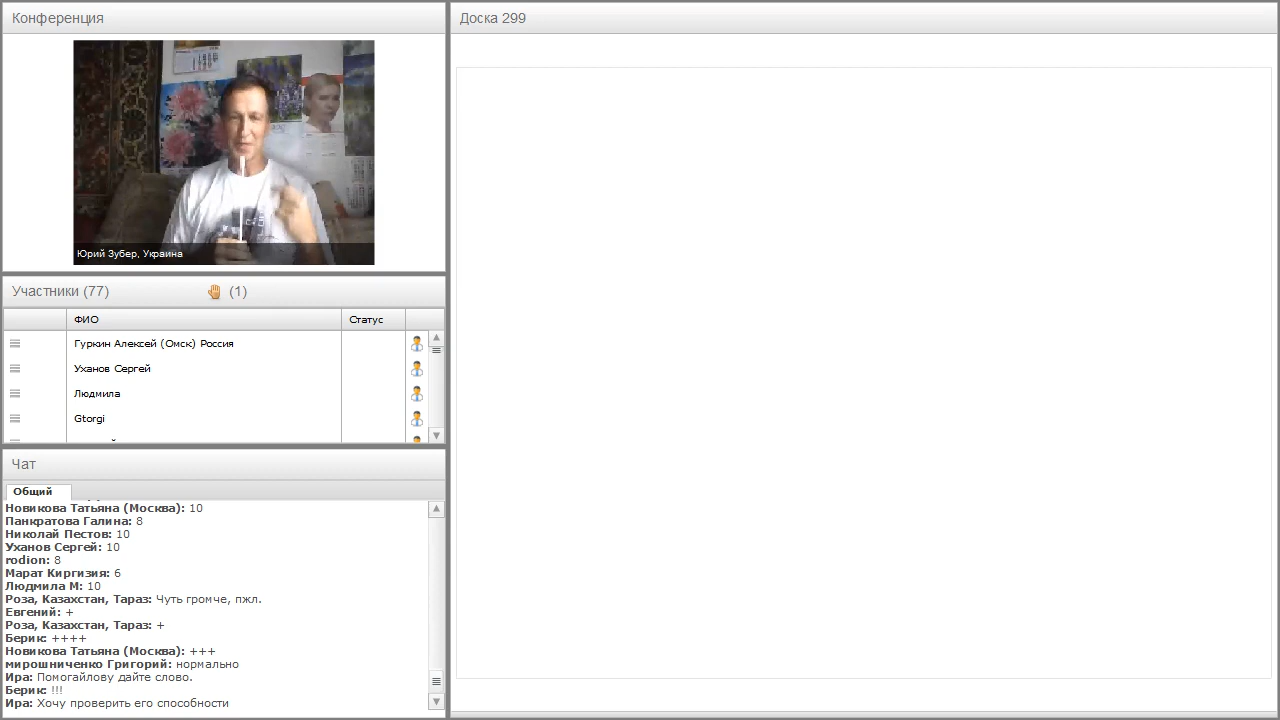 Конференция
Юрий Зубер, Украина
Участники (77) (1)
ФИО Статус
Гуркин Алексей (Омск) Россия
Уханов Сергей
Людмила
Gtorgi
Чат
Общий
Новикова Татьяна (Москва): 10
Панкратова Галина: 8
Николай Пестов: 10
Уханов Сергей: 10
rodion: 8
Марат Киргизия: 6
Людмила М: 10
Роза, Казахстан, Тараз: Чуть громче, пжл.
Евгений: +
Роза, Казахстан, Тараз: +
Берик: ++++
Новикова Татьяна (Москва): +++
мирошниченко Григорий: нормально
Ира: Помогайлову дайте слово.
Берик: !!!
Ира: Хочу проверить его способности
Доска 299